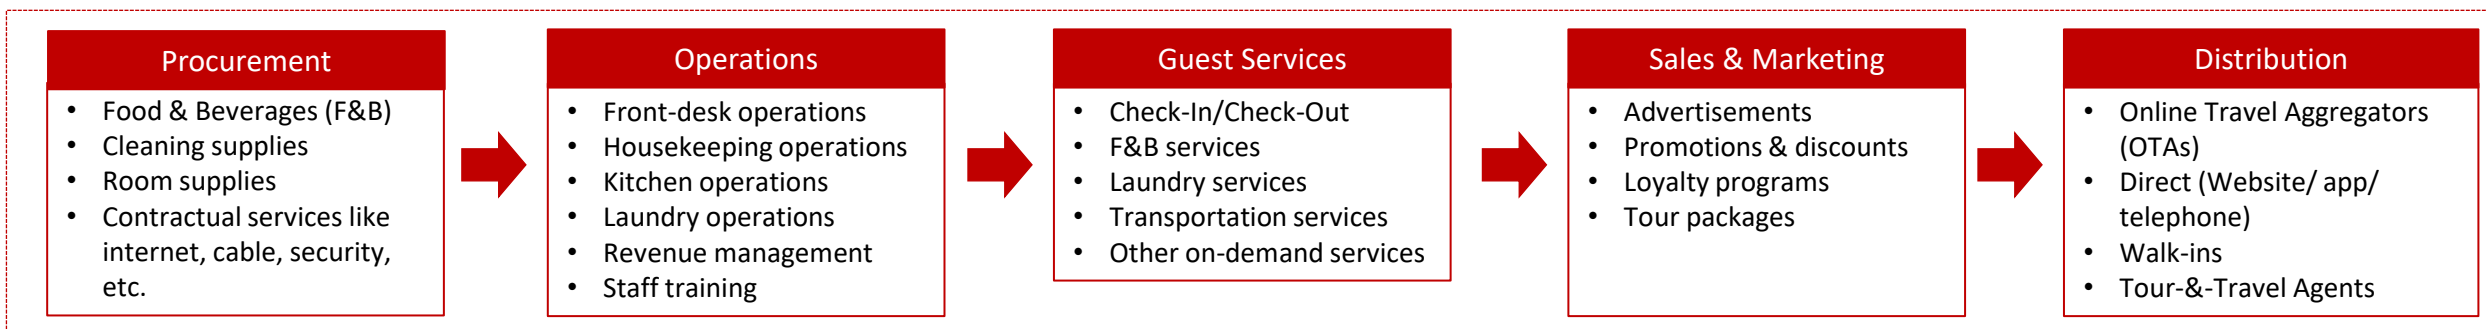 Procurement
• Food & Beverages (F&B)
• Cleaning supplies
• Room supplies
• Contractual services like
internet, cable, security,
etc.
Operations
• Front-desk operations
• Housekeeping operations
• Kitchen operations
• Laundry operations
• Revenue management
• Staff training
Guest Services
• Check-In/Check-Out
• F&B services
• Laundry services
• Transportation services
• Other on-demand services
Sales & Marketing
• Advertisements
• Promotions & discounts
• Loyalty programs
• Tour packages
Distribution
• Online Travel Aggregators
(OTAs)
• Direct (Website/ app/
telephone)
• Walk-ins
• Tour-&-Travel Agents